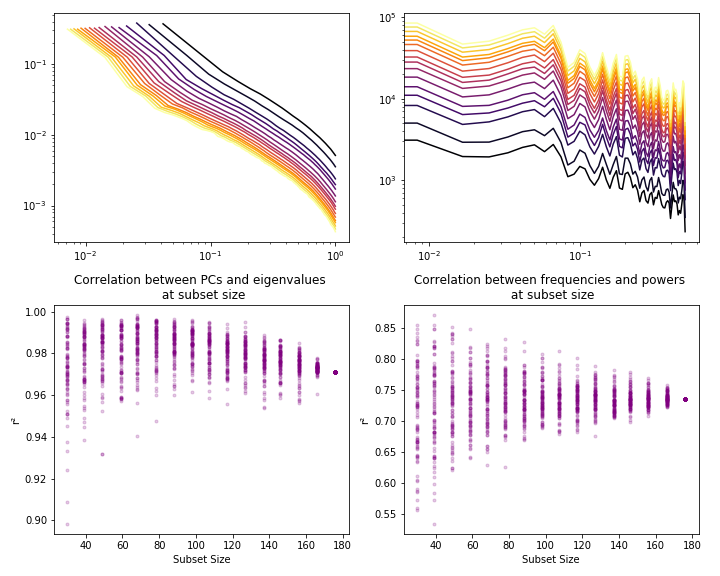 10⁻¹
10⁻²
10⁻³
10⁻² 10⁻¹ 10⁰
10⁵
10⁴
10³
10⁻² 10⁻¹
Correlation between PCs and eigenvalues
at subset size
r²
1.00
0.98
0.96
0.94
0.92
0.90
40 60 80 100 120 140 160 180
Subset Size
Correlation between frequencies and powers
at subset size
r²
0.85
0.80
0.75
0.70
0.65
0.60
0.55
40 60 80 100 120 140 160 180
Subset Size